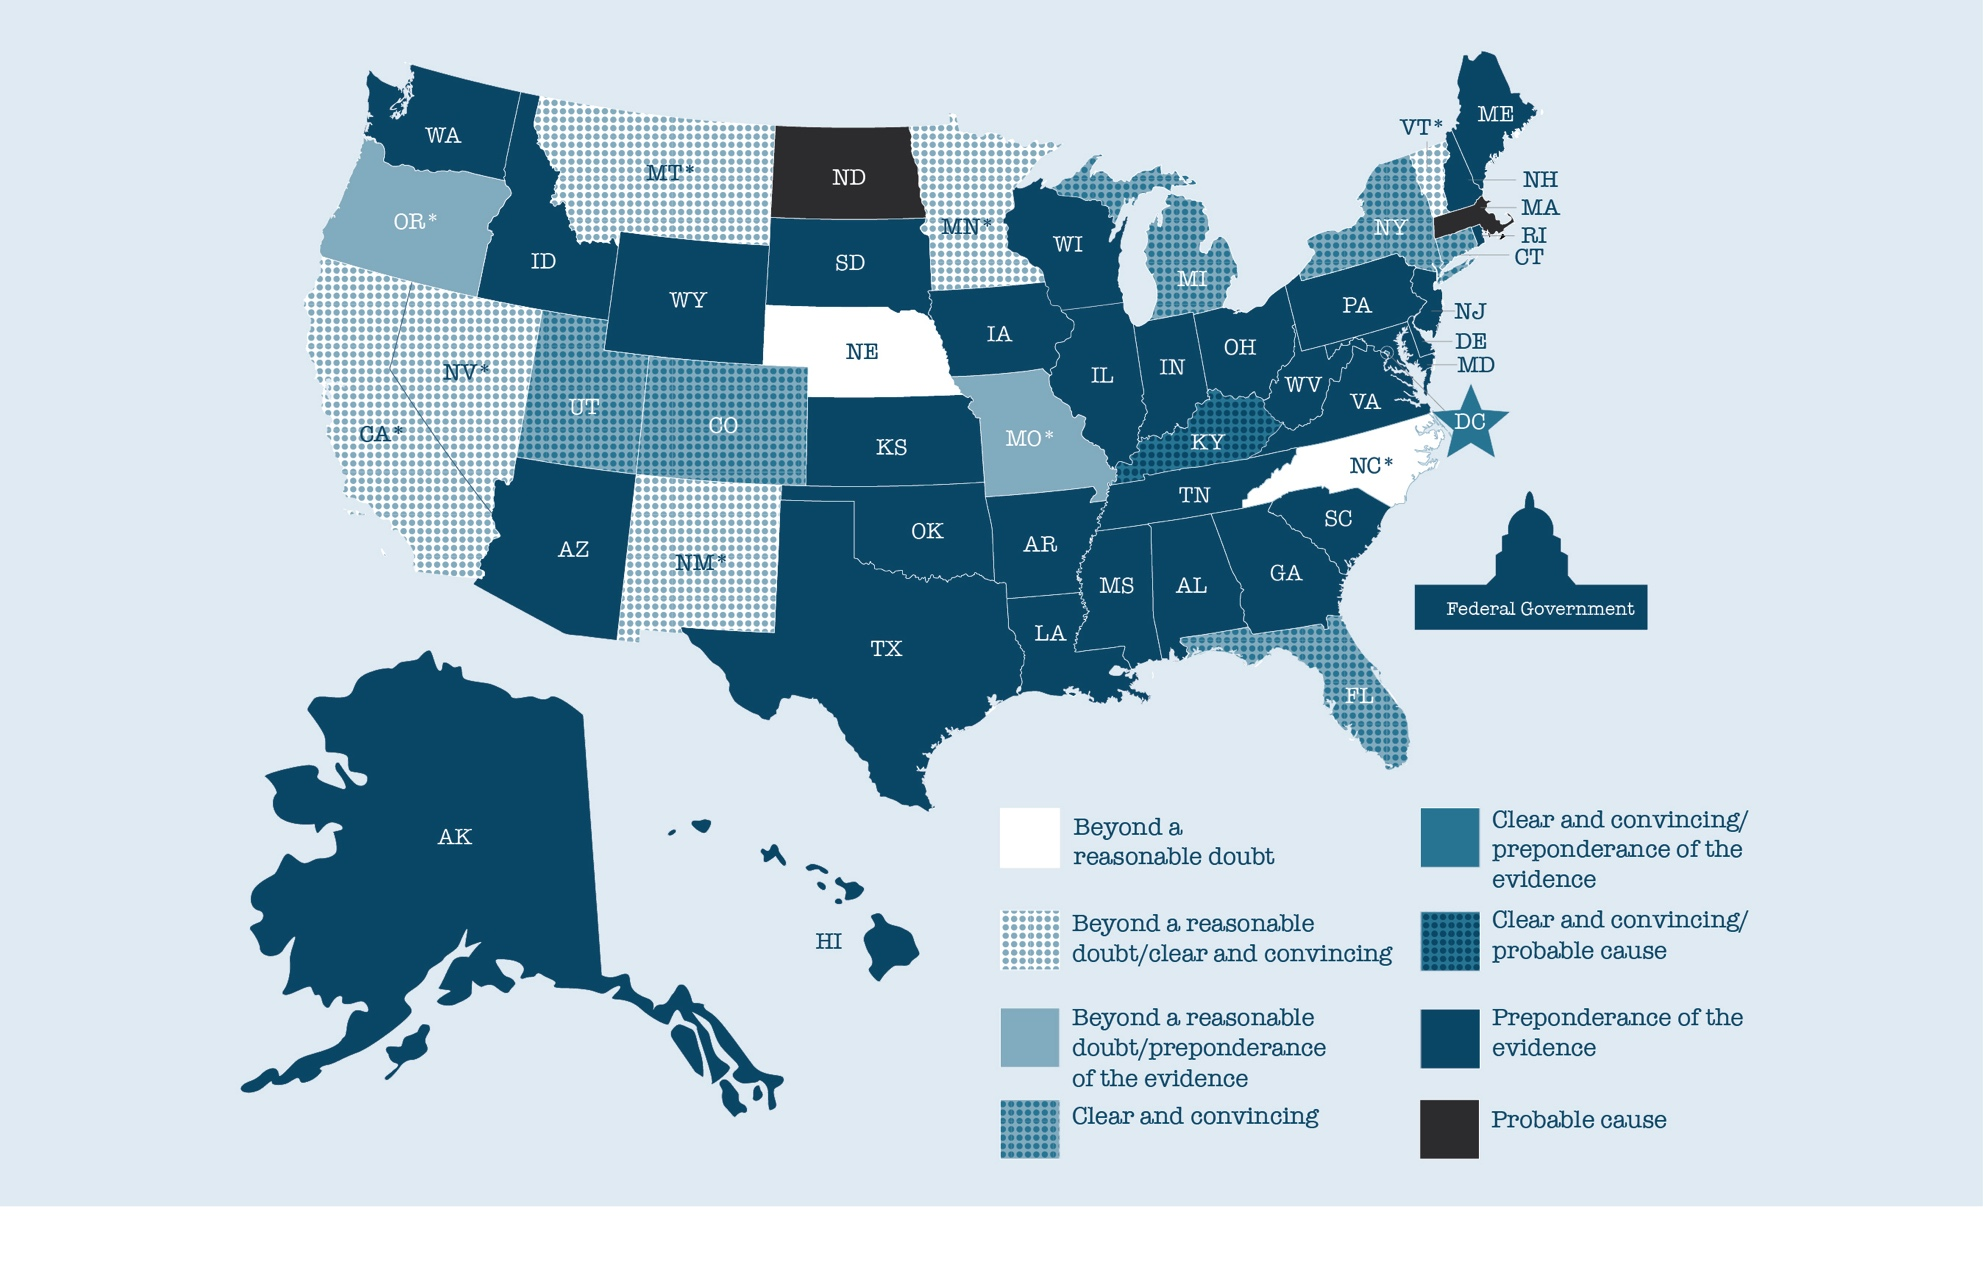 ME
VT*
WA
MT*
ND
NH
MA
OR*
MN*
NY
RI
WI
CT
ID
SD
MI
WY
PA
NJ
IA
DE
NE
OH
MD
NV*
IL
IN
WV
VA
UT
DC
CO
CA*
MO*
KY
KS
NC*
TN
SC
OK
AR
AZ
NM*
GA
MS
AL
Federal Government
LA
TX
FL
AK
HI
Beyond a
reasonable doubt
Beyond a reasonable
doubt/clear and convincing
Beyond a reasonable
doubt/preponderance
of the evidence
Clear and convincing
Clear and convincing/
preponderance of the
evidence
Clear and convincing/
probable cause
Preponderance of the
evidence
Probable cause